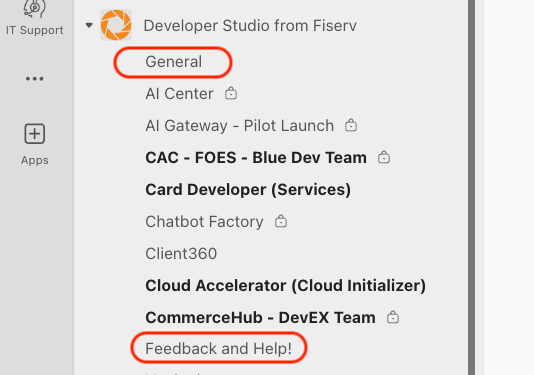 IT Support
Apps
Developer Studio from Fiserv
General
AI Center
AI Gateway - Pilot Launch
CAC - FOES - Blue Dev Team
Card Developer (Services)
Chatbot Factory
Client360
Cloud Accelerator (Cloud Initializer)
CommerceHub - DevEX Team
Feedback and Help!